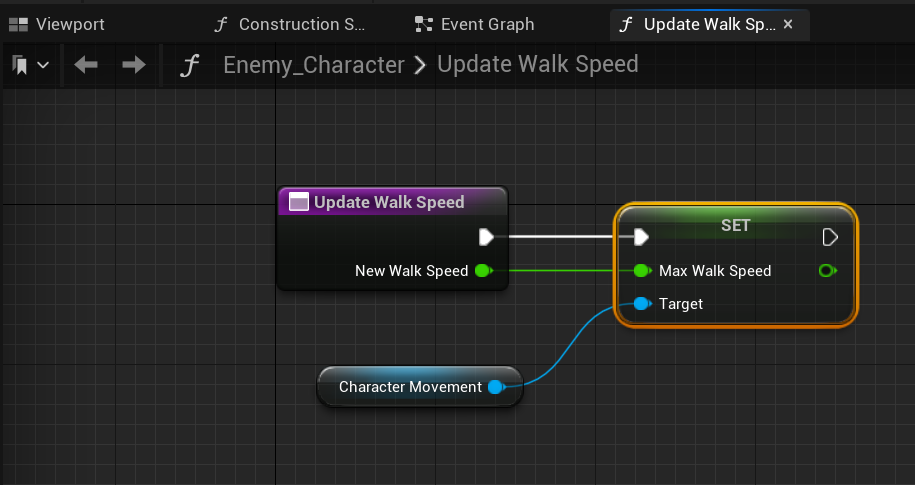 Viewport
Construction S...
Event Graph
Update Walk Sp...
Enemy_Character > Update Walk Speed
Update Walk Speed
New Walk Speed
SET
Max Walk Speed
Target
Character Movement